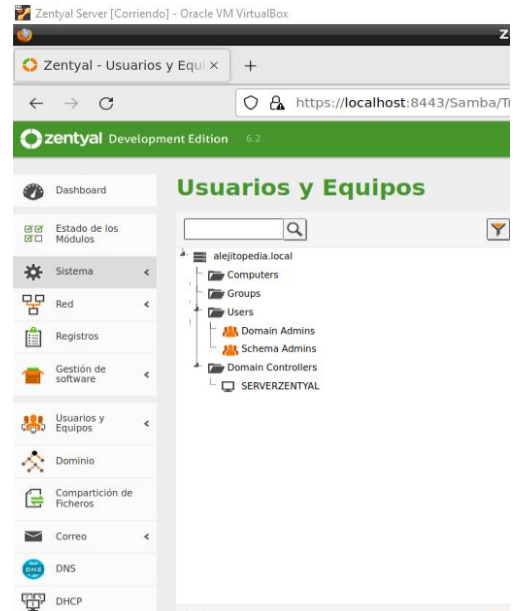 Zentyal Server [Corriendo] - Oracle VM VirtualBox
Z
Zentyal - Usuarios y Equi
https://localhost:8443/Samba/T
zentyal Development Edition 6.2
Dashboard
Estado de los
Módulos
Sistema
Red
Registros
Gestión de
software
Usuarios y
Equipos
Dominio
Compartición de
Ficheros
Correo
DNS
DNS
DHCP
Usuarios y Equipos
alejitopedia.local
Computers
Groups
Users
Domain Admins
Schema Admins
Domain Controllers
SERVERZENTYAL